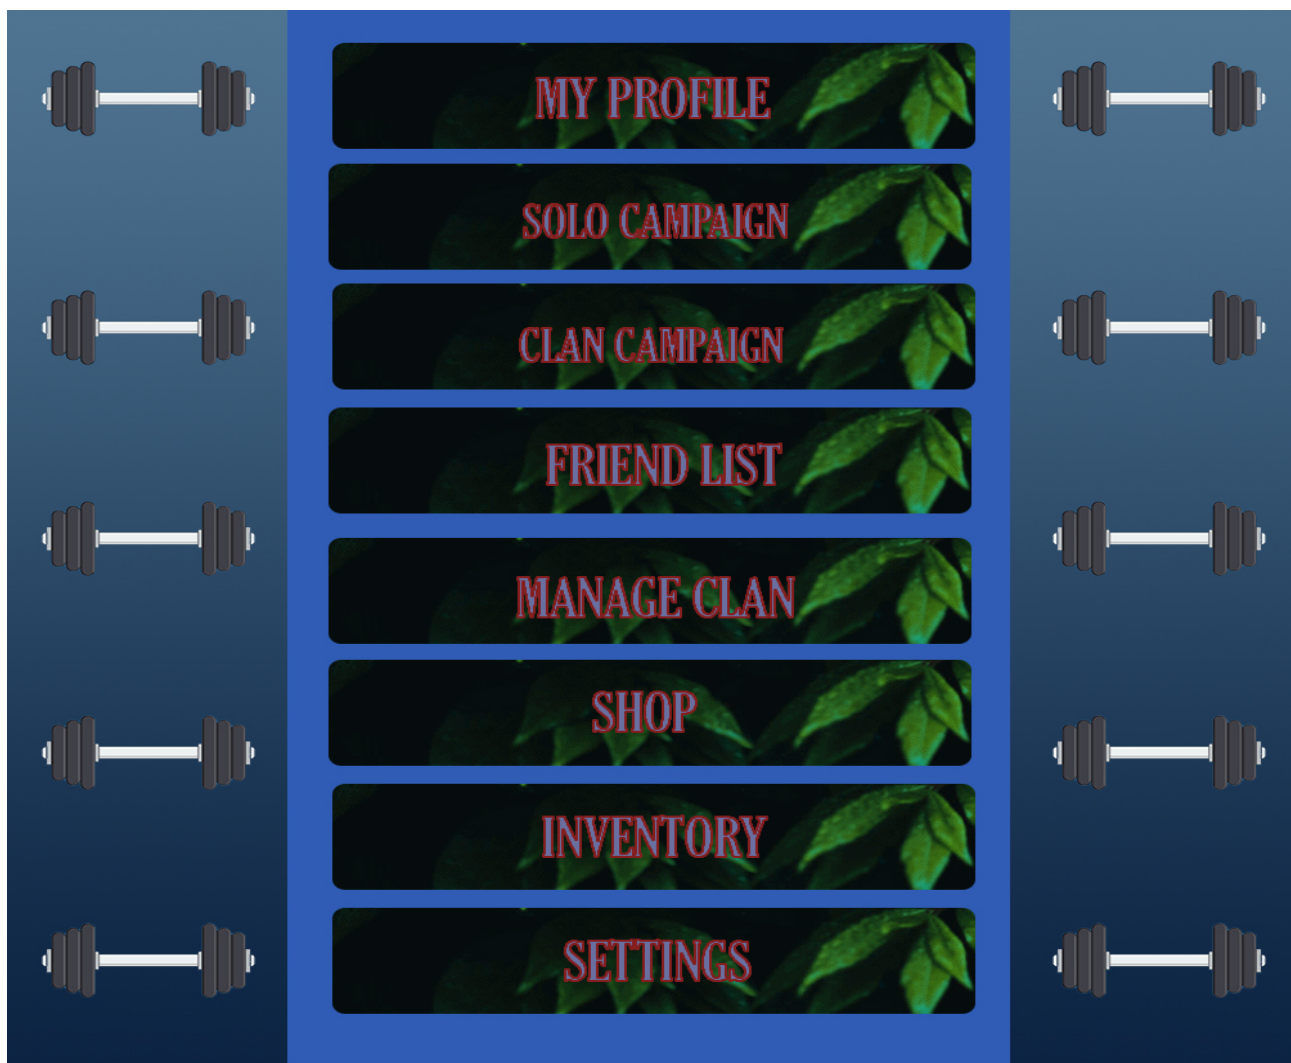 MY PROFILE
SOLO CAMPAIGN
CLAN CAMPAIGN
FRIEND LIST
MANAGE CLAN
SHOP
INVENTORY
SETTINGS